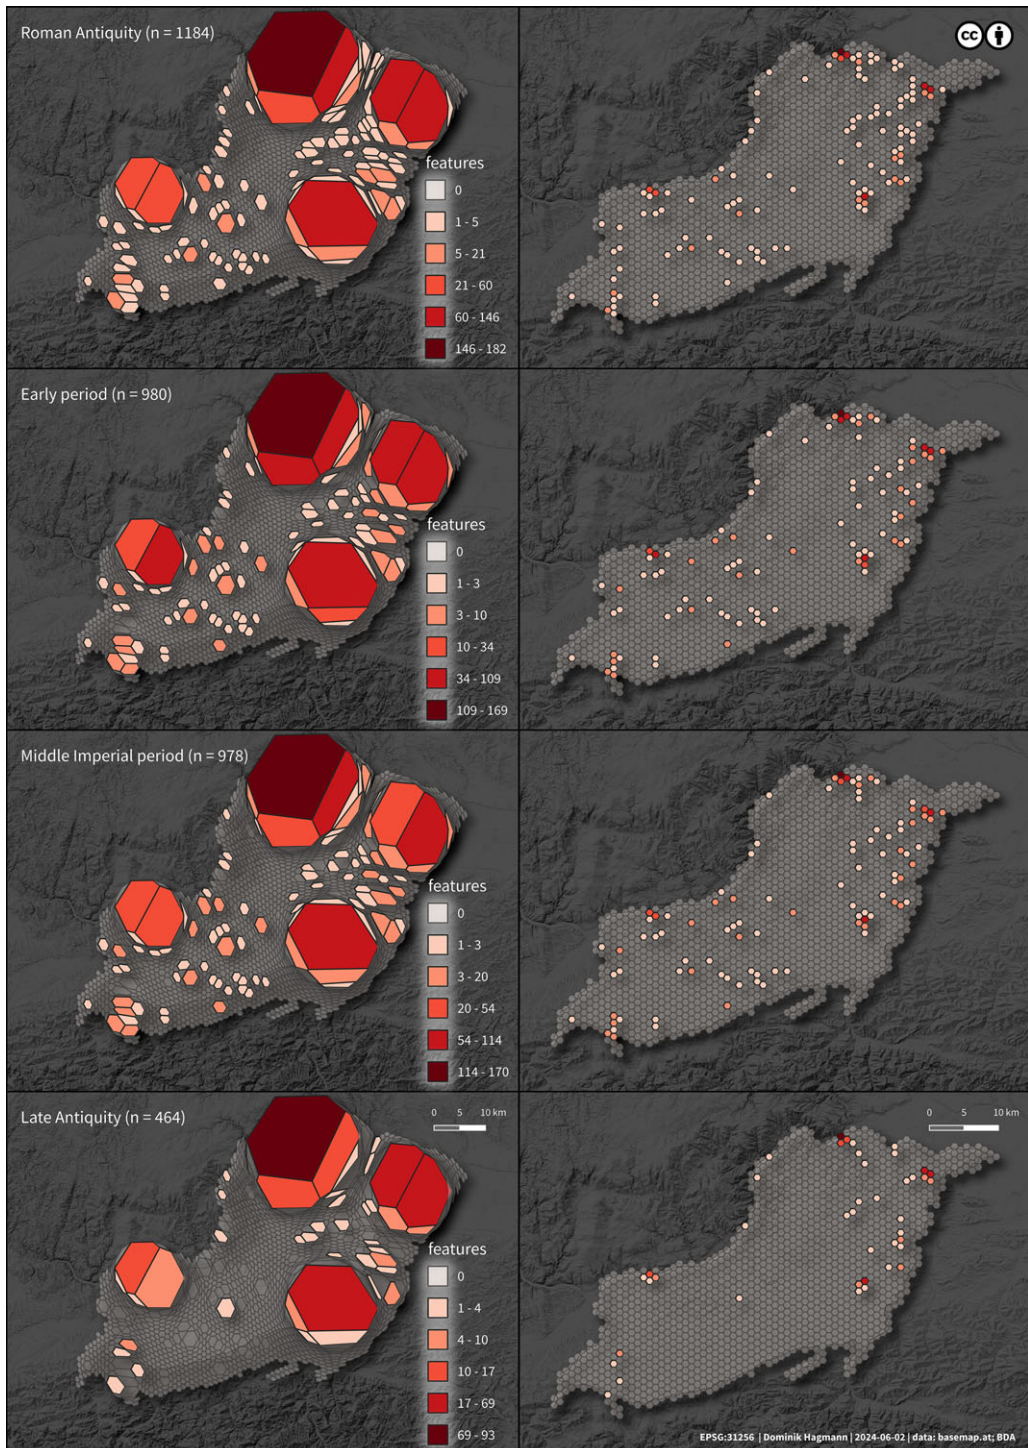 Roman Antiquity (n = 1184)
cc
features
0
1 - 5
5 - 21
21 - 60
60 - 146
146 - 182
Early period (n = 980)
features
0
1 - 3
3 - 10
10 - 34
34 - 109
109 - 169
Middle Imperial period (n = 978)
features
0
1 - 3
3 - 20
20 - 54
54 - 114
114 - 170
Late Antiquity (n = 464)
0 5 10 km
0 5 10 km
features
0
1 - 4
4 - 10
10 - 17
17 - 69
69 - 93
EPSG:31256 | Dominik Hagmann | 2024-06-02 | data: basemap.at; BDA